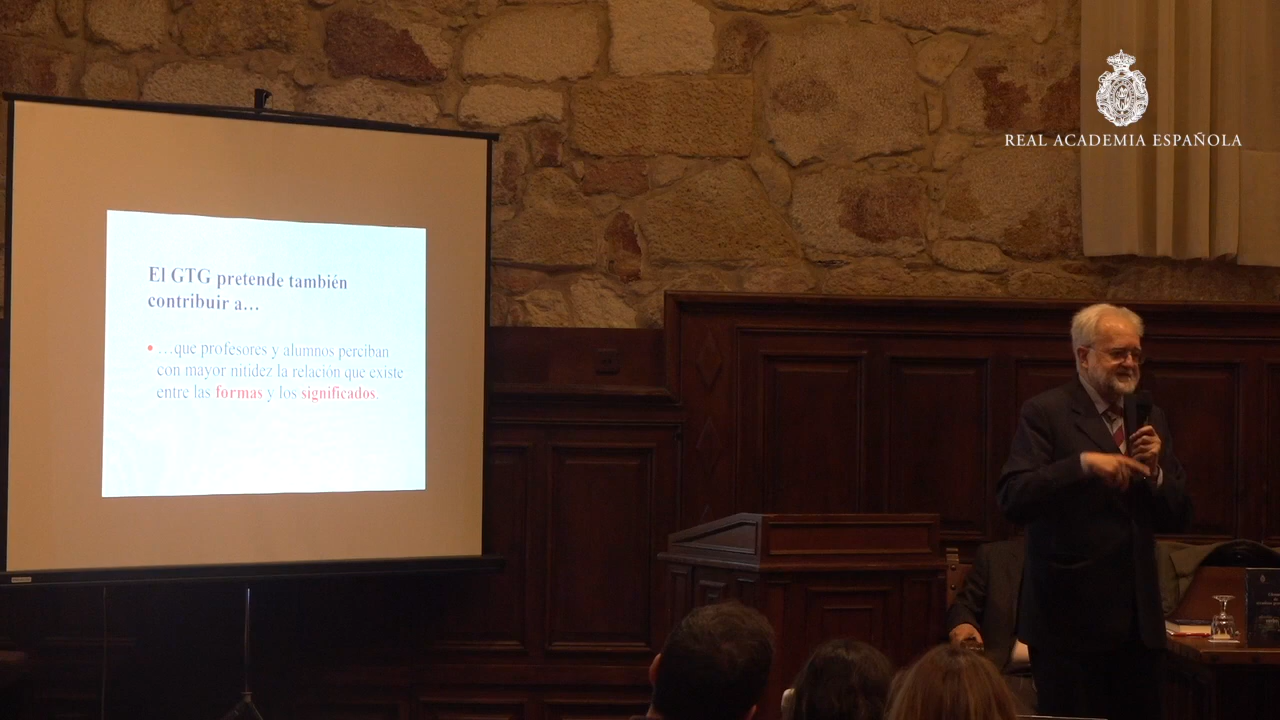 REAL ACADEMIA ESPAÑOLA
El GTG pretende también
contribuir a…
• …que profesores y alumnos perciban
con mayor nitidez la relación que existe
entre las formas y los significados.